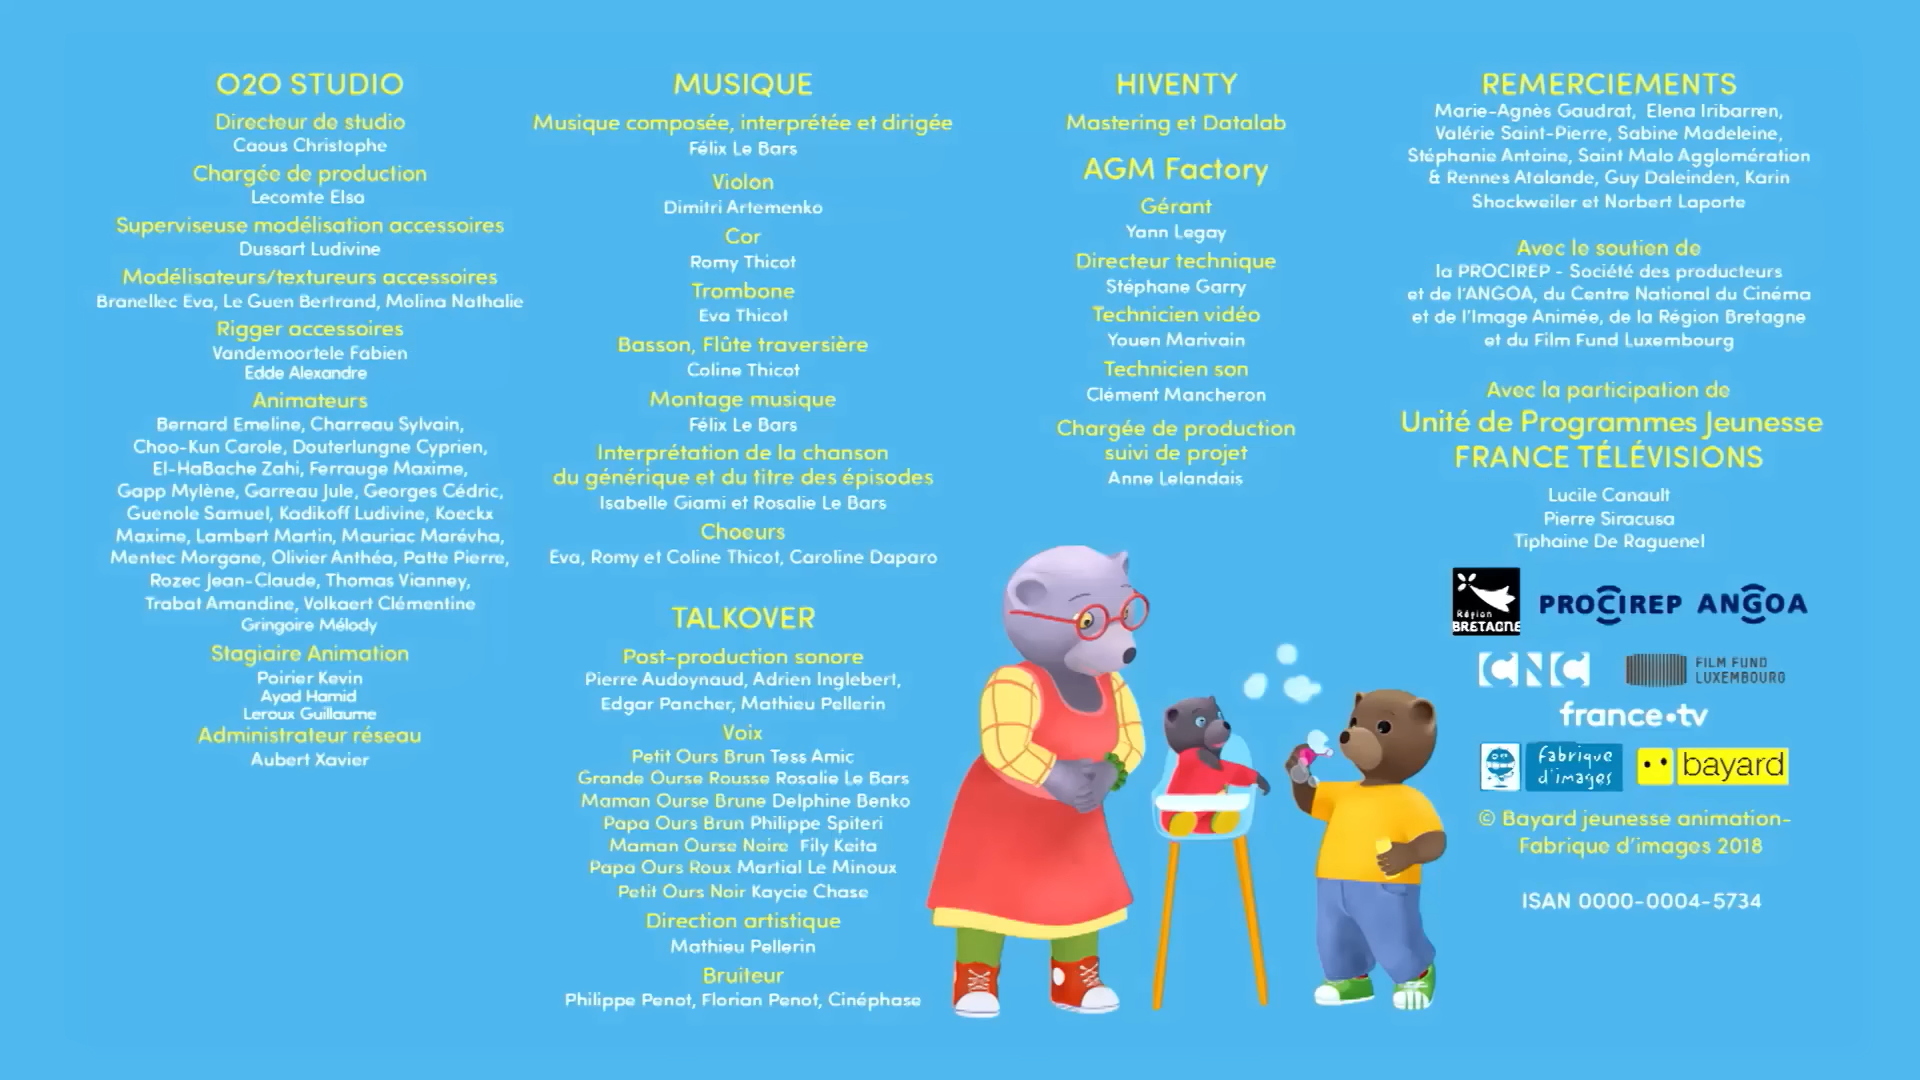 O2O STUDIO
Directeur de studio
Caous Christophe
Chargée de production
Lecomte Elsa
Superviseuse modélisation accessoires
Dussart Ludivine
Modélisateurs/textureurs accessoires
Branellec Eva, Le Guen Bertrand, Molina Nathalie
Rigger accessoires
Vandemoortele Fabien
Edde Alexandre
Animateurs
Bernard Emeline, Charreau Sylvain,
Choo-Kun Carole, Douterlungne Cyprien,
El-HaBache Zahi, Ferrauge Maxime,
Gapp Mylène, Garreau Jule, Georges Cédric,
Guenole Samuel, Kadikoff Ludivine, Koeckx
Maxime, Lambert Martin, Mauriac Marévha,
Mentec Morgane, Olivier Anthéa, Patte Pierre,
Rozec Jean-Claude, Thomas Vianney,
Trabat Amandine, Volkaert Clémentine
Gringoire Mélody
Stagiaire Animation
Poirier Kevin
Ayad Hamid
Leroux Guillaume
Administrateur réseau
Aubert Xavier
MUSIQUE
Musique composée, interprétée et dirigée
Félix Le Bars
Violon
Dimitri Artemenko
Cor
Romy Thicot
Trombone
Eva Thicot
Basson, Flûte traversière
Coline Thicot
Montage musique
Félix Le Bars
Interprétation de la chanson
du générique et du titre des épisodes
Isabelle Giami et Rosalie Le Bars
Choeurs
Eva, Romy et Coline Thicot, Caroline Daparo
TALKOVER
Post-production sonore
Pierre Audoynaud, Adrien Inglebert,
Edgar Pancher, Mathieu Pellerin
Voix
Petit Ours Brun Tess Amic
Grande Ourse Rousse Rosalie Le Bars
Maman Ourse Brune Delphine Benko
Papa Ours Brun Philippe Spiteri
Maman Ourse Noire Fily Keita
Papa Ours Roux Martial Le Minoux
Petit Ours Noir Kaycie Chase
Direction artistique
Mathieu Pellerin
Bruiteur
Philippe Penot, Florian Penot, Cinéphase
HIVENTY
Mastering et Datalab
AGM Factory
Gérant
Yann Legay
Directeur technique
Stéphane Garry
Technicien vidéo
Youen Marivain
Technicien son
Clément Mancheron
Chargée de production
suivi de projet
Anne Lelandais
REMERCIEMENTS
Marie-Agnès Gaudrat, Elena Iribarren,
Valérie Saint-Pierre, Sabine Madeleine,
Stéphanie Antoine, Saint Malo Agglomération
& Rennes Atalande, Guy Daleinden, Karin
Shockweiler et Norbert Laporte
Avec le soutien de
la PROCIREP - Société des producteurs
et de l'ANGOA, du Centre National du Cinéma
et de l'Image Animée, de la Région Bretagne
et du Film Fund Luxembourg
Avec la participation de
Unité de Programmes Jeunesse
FRANCE TÉLÉVISIONS
Lucile Canault
Pierre Siracusa
Tiphaine De Raguenel
Région
BRETAGNE
PROCIREP ANGOA
CNC
FILM FUND
LUXEMBOURG
france•tv
fabrique
d'images
bayard
© Bayard jeunesse animation-
Fabrique d'images 2018
ISAN 0000-0004-5734